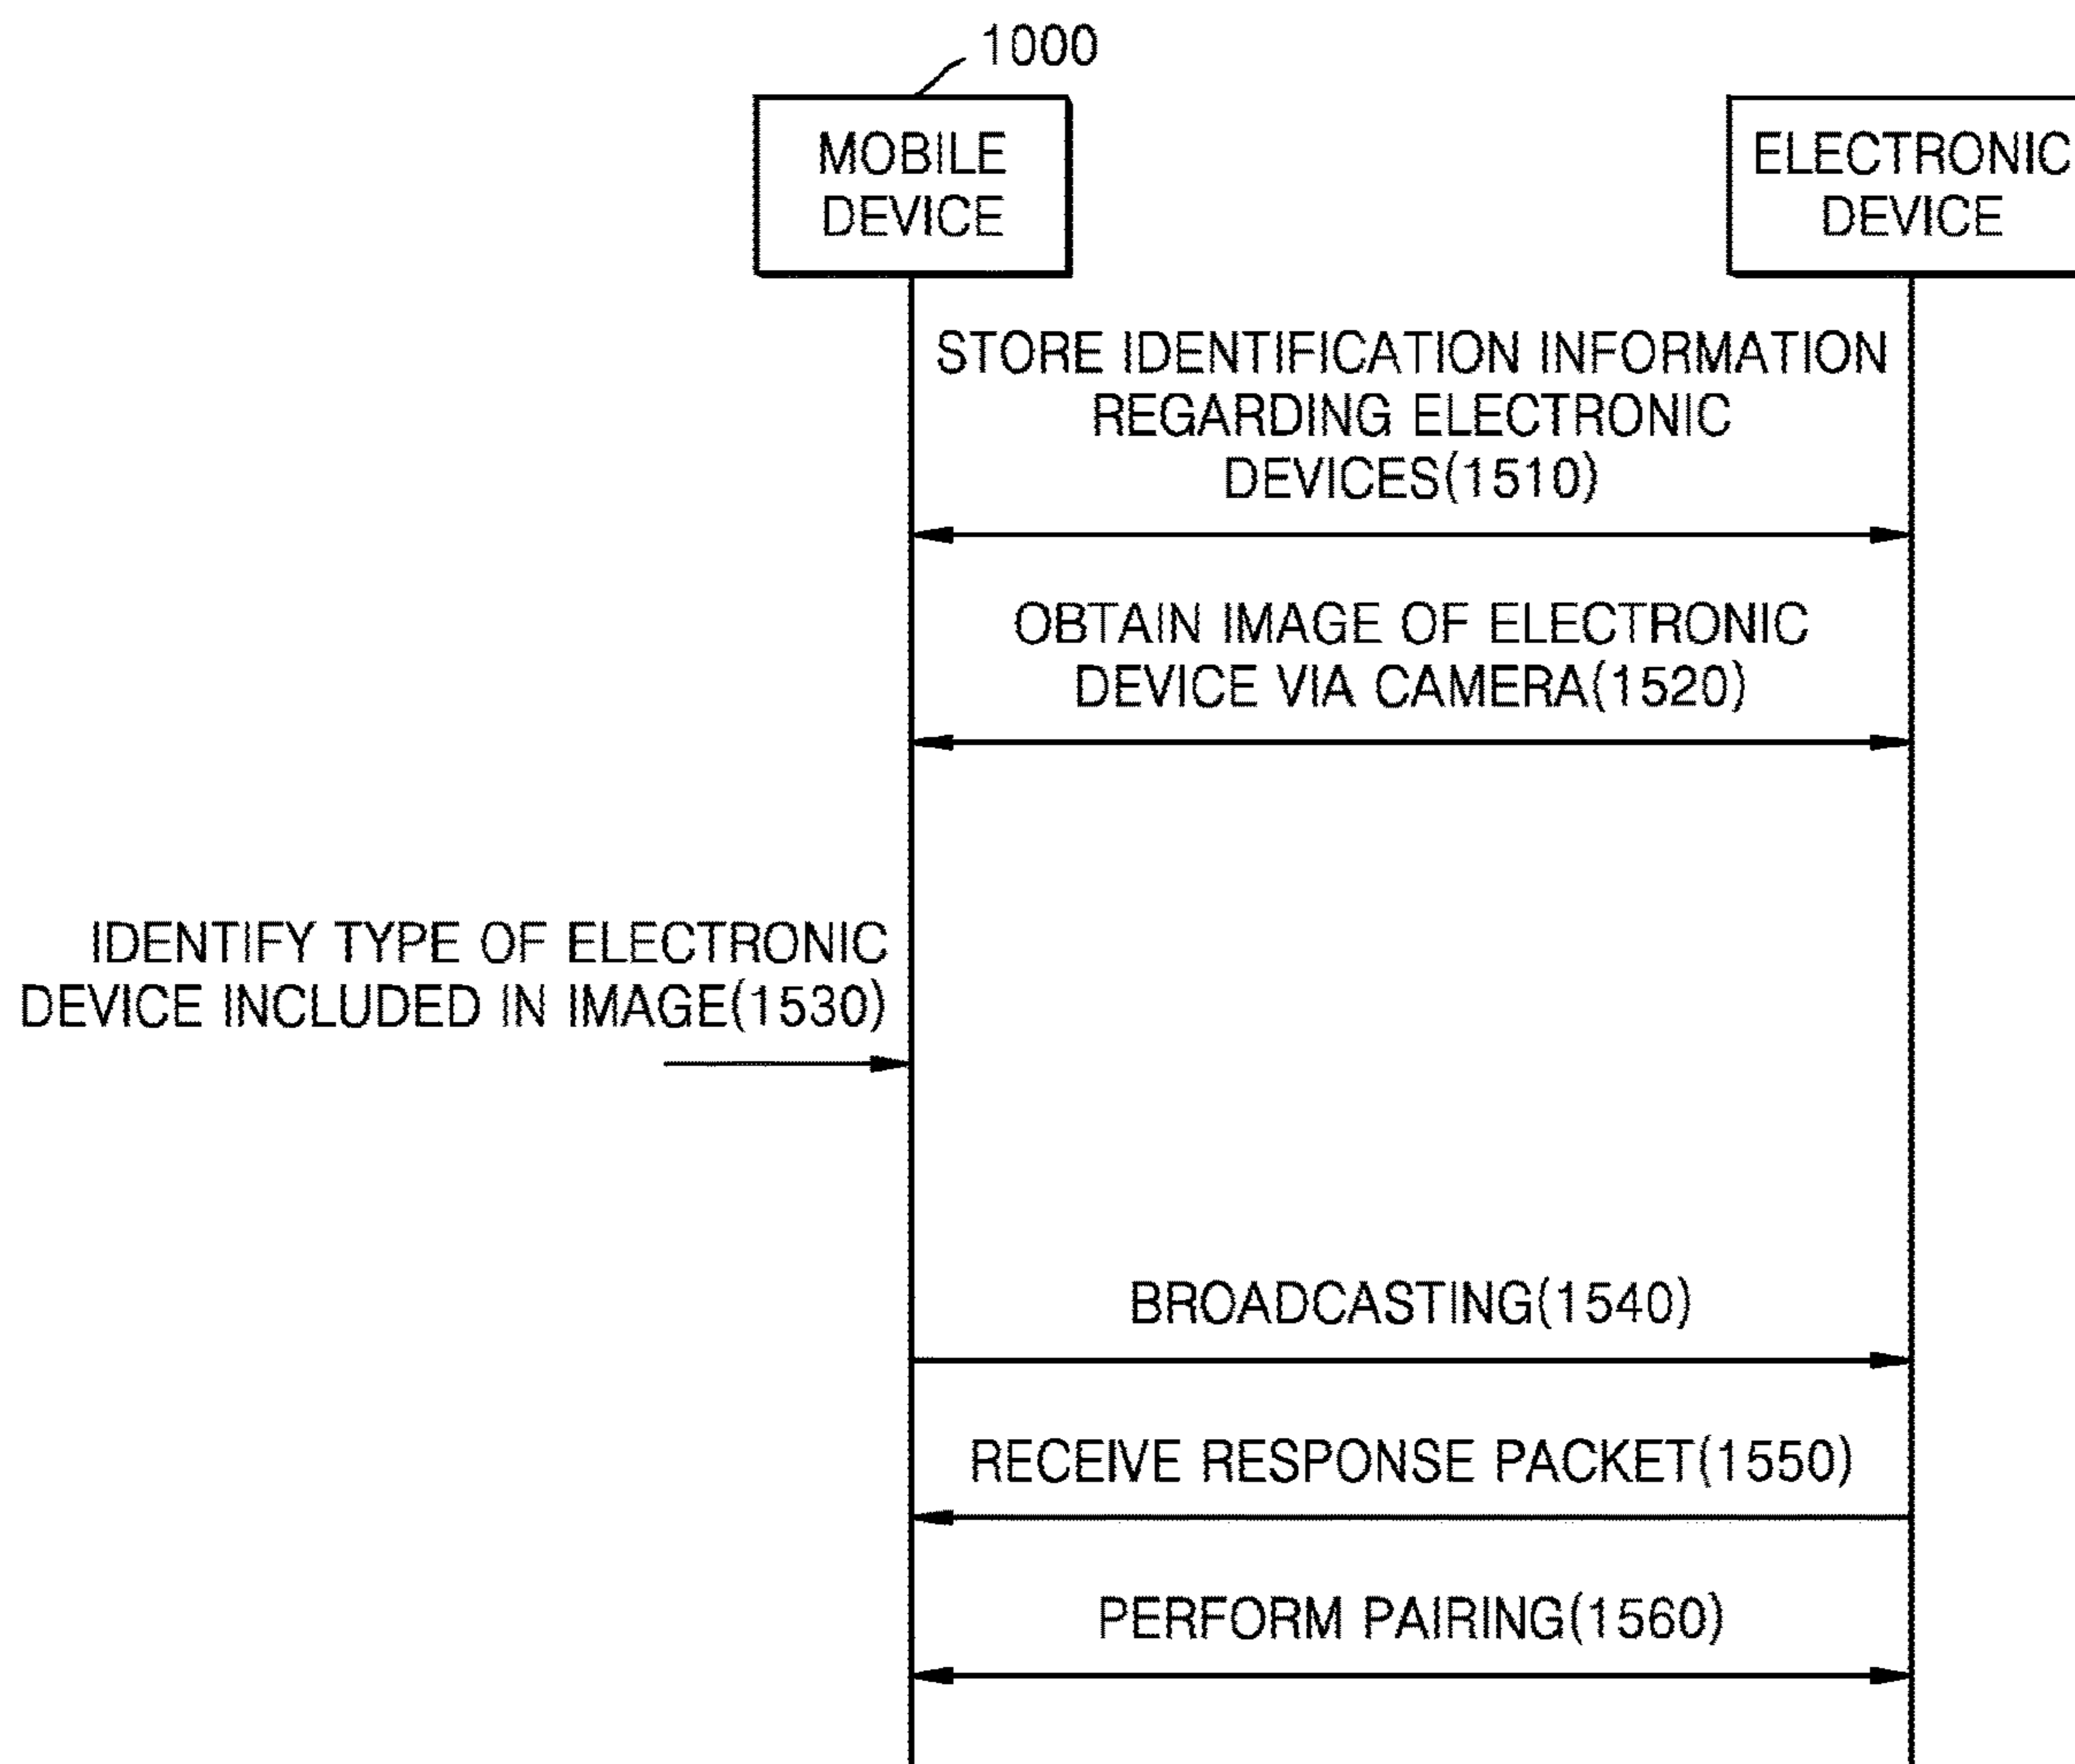 1000
MOBILE
DEVICE
ELECTRONIC
DEVICE
STORE IDENTIFICATION INFORMATION
REGARDING ELECTRONIC
DEVICES(1510)
OBTAIN IMAGE OF ELECTRONIC
DEVICE VIA CAMERA(1520)
IDENTIFY TYPE OF ELECTRONIC
DEVICE INCLUDED IN IMAGE(1530)
BROADCASTING(1540)
RECEIVE RESPONSE PACKET(1550)
PERFORM PAIRING(1560)